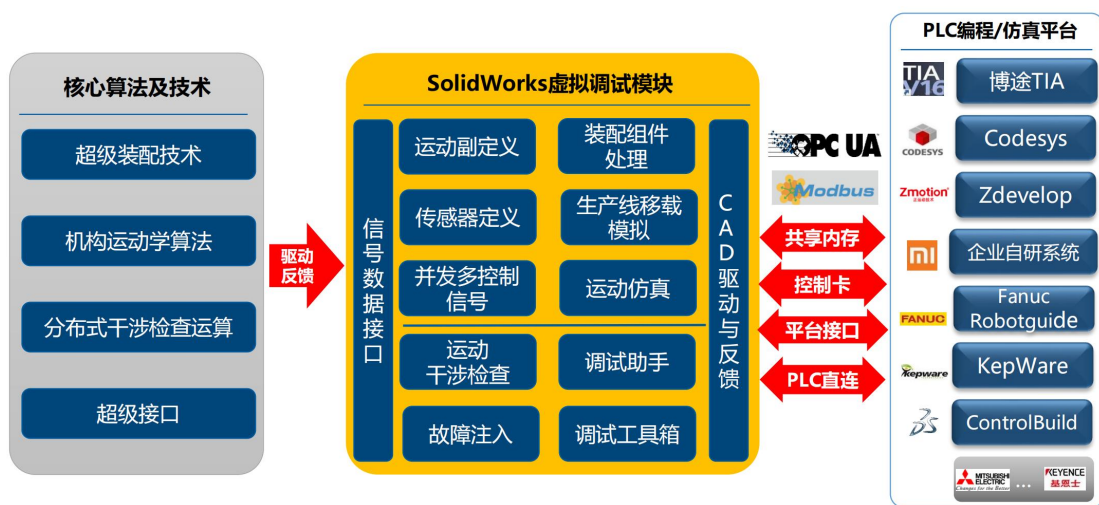 核心算法及技术
超级装配技术
机构运动学算法
分布式干涉检查运算
超级接口
驱动
反馈
SolidWorks虚拟调试模块
信号数据接口
运动副定义
装配组件
处理
传感器定义
生产线移载
模拟
并发多控制
信号
运动仿真
运动
干涉检查
调试助手
故障注入
调试工具箱
CAD驱动与反馈
OPC UA
Modbus
共享内存
控制卡
平台接口
PLC直连
PLC编程/仿真平台
TIA
V16
博途TIA
CODESYS
Codesys
Zmotion
Zdevelop
mi
企业自研系统
FANUC
Fanuc
Robotguide
kepware
KepWare
ControlBuild
MITSUBISHI
ELECTRIC
Changes for the Better
...
KEYENCE
基恩士